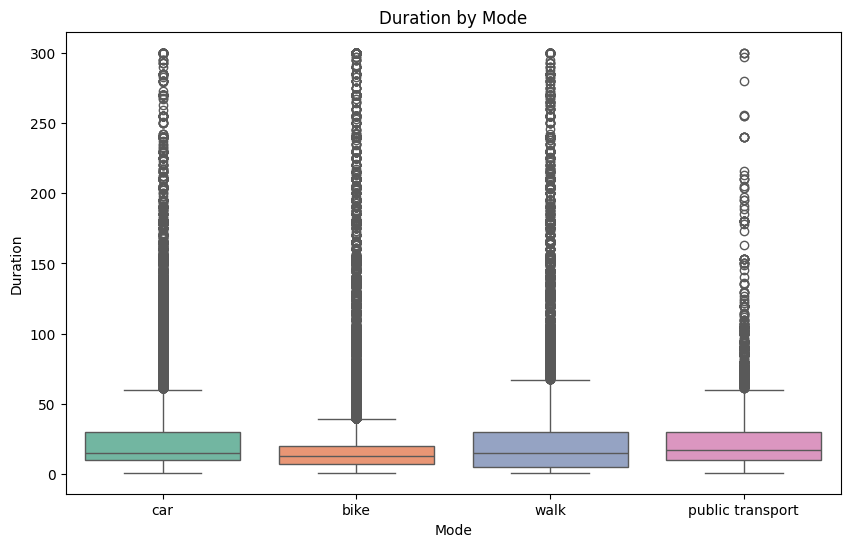 Duration by Mode
300
250
200
150
100
50
0
Duration
car bike walk public transport
Mode